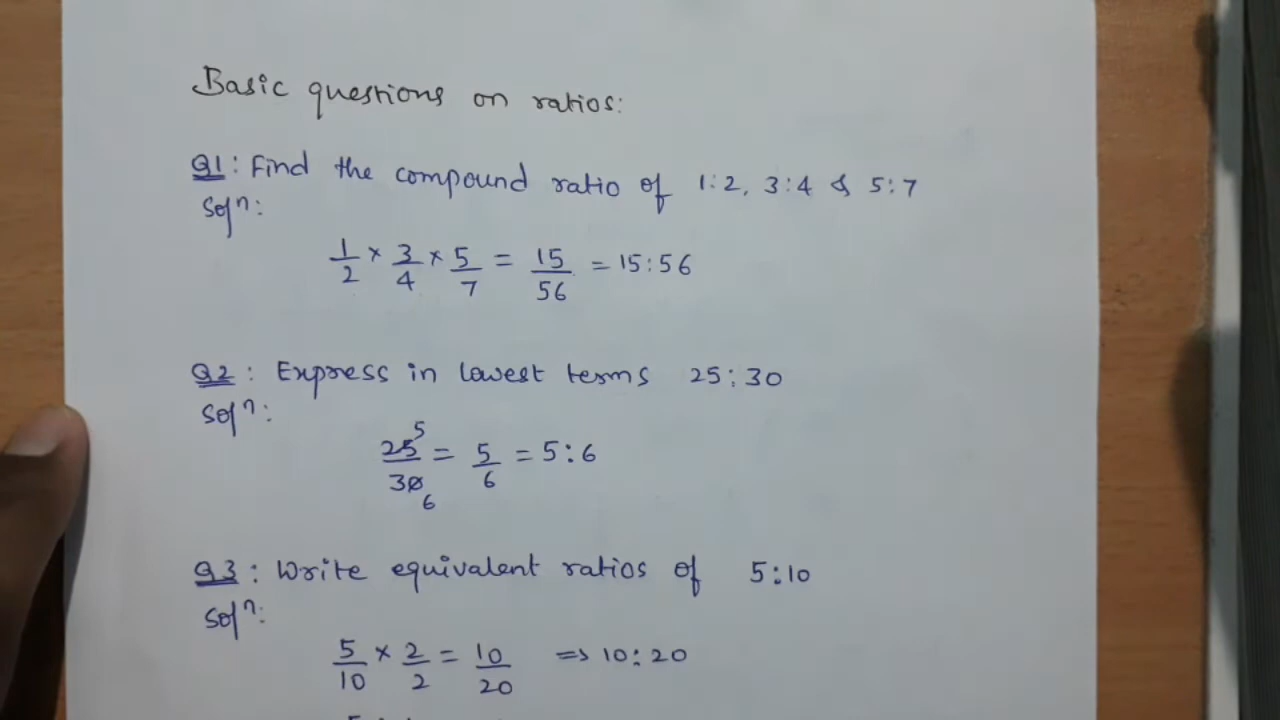 Basic questions on ratios:
Q1: Find the compound ratio of 1:2, 3:4 & 5:7
Solⁿ:
1/2 × 3/4 × 5/7 = 15/56 = 15:56
Q2: Express in lowest terms 25:30
Solⁿ:
5
25/30 = 5/6 = 5:6
6
Q3: Write equivalent ratios of 5:10
Solⁿ:
5/10 × 2/2 = 10/20 => 10:20